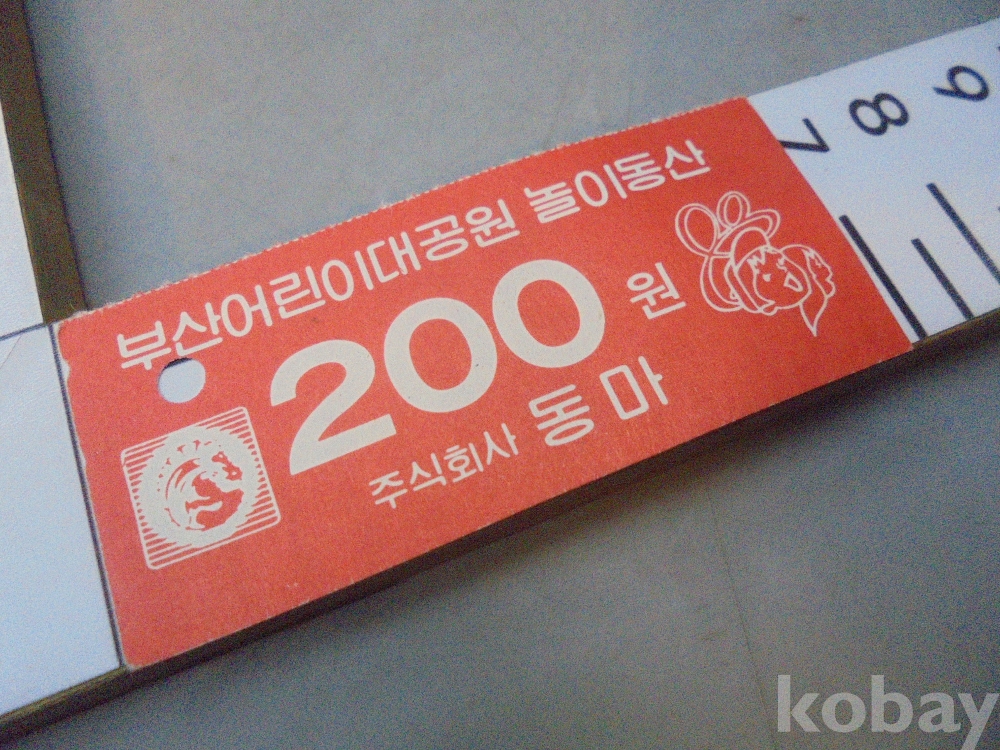 부산어린이대공원 놀이동산
200 원
주식회사 동마
7 8 9
kobay